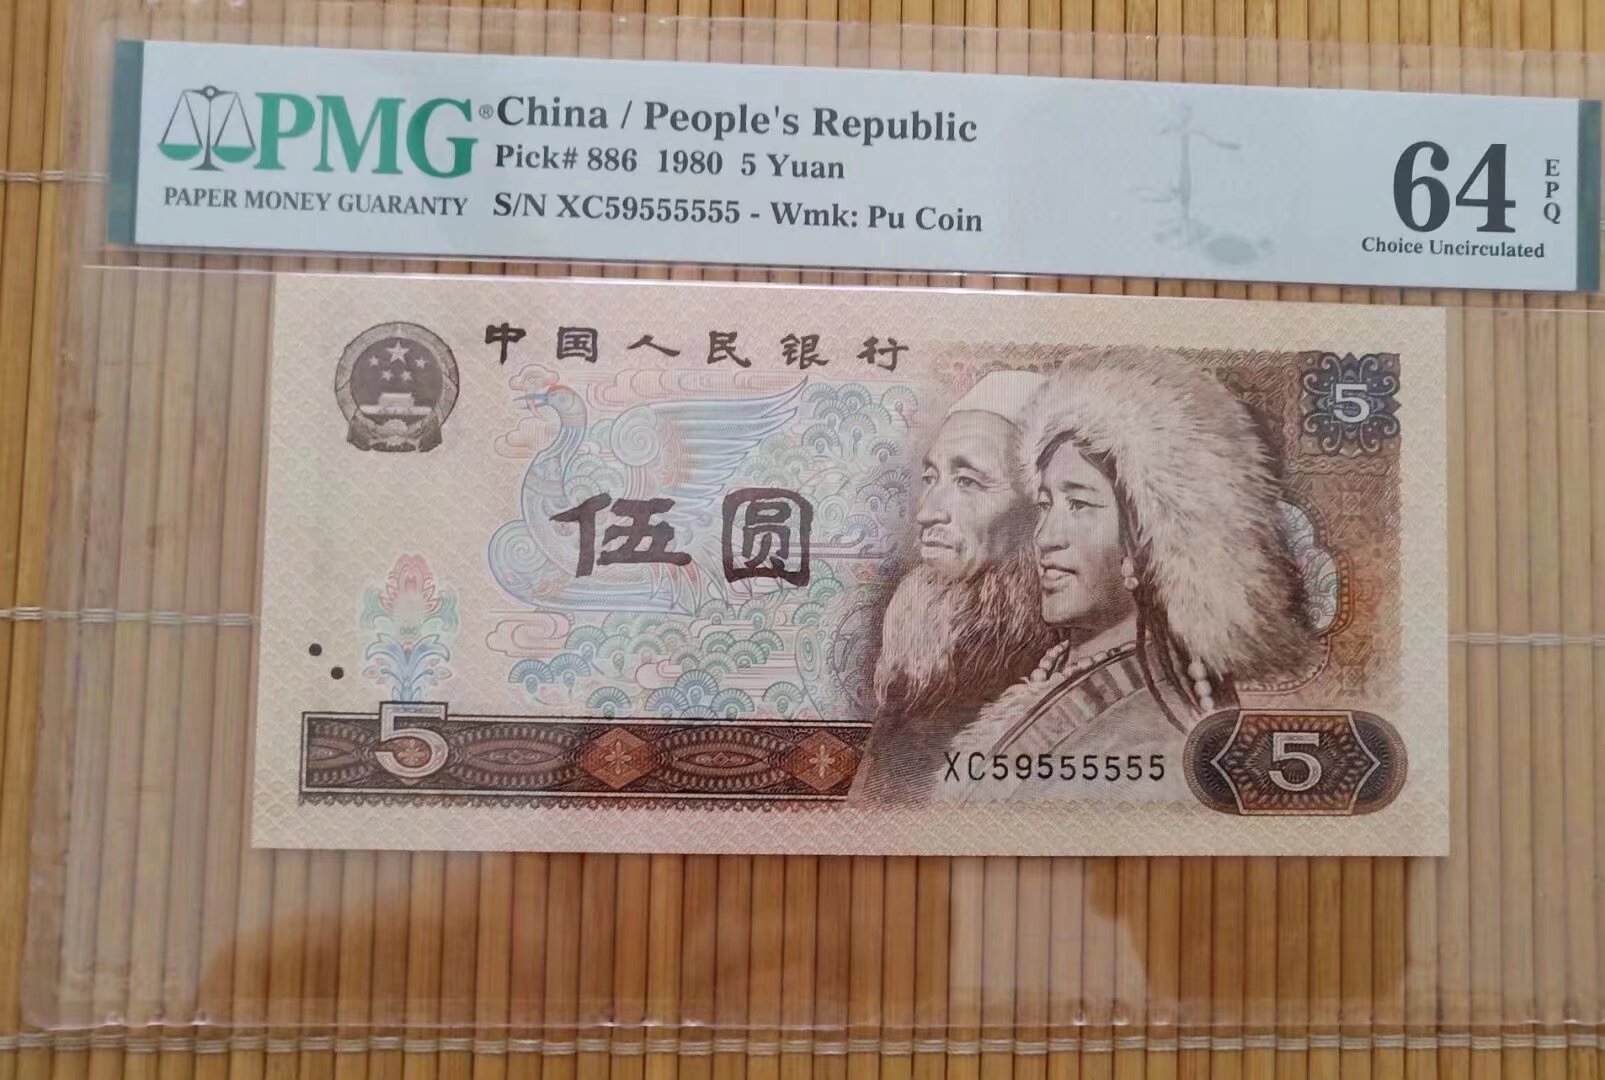 PMG®
PAPER MONEY GUARANTY
China / People's Republic
Pick# 886 1980 5 Yuan
S/N XC59555555 - Wmk: Pu Coin
64 EPQ
Choice Uncirculated
中国人民银行
5
伍圆
5
XC59555555
5